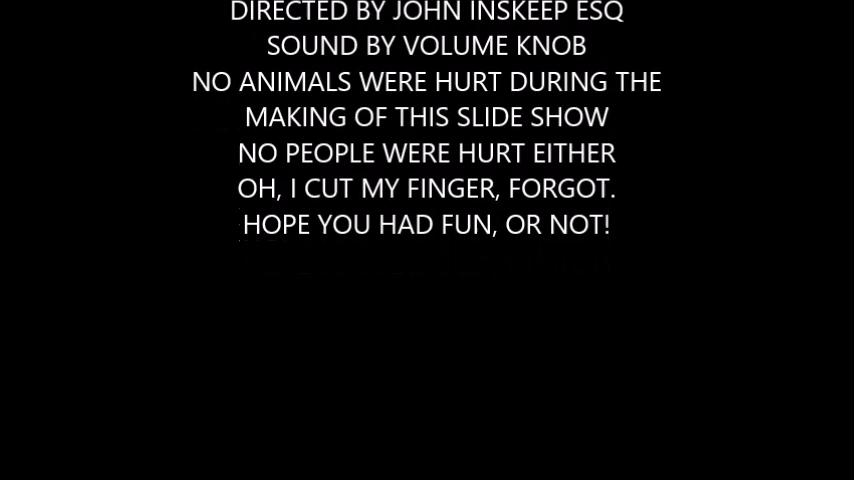 DIRECTED BY JOHN INSKEEP ESQ
SOUND BY VOLUME KNOB
NO ANIMALS WERE HURT DURING THE
MAKING OF THIS SLIDE SHOW
NO PEOPLE WERE HURT EITHER
OH, I CUT MY FINGER, FORGOT.
HOPE YOU HAD FUN, OR NOT!